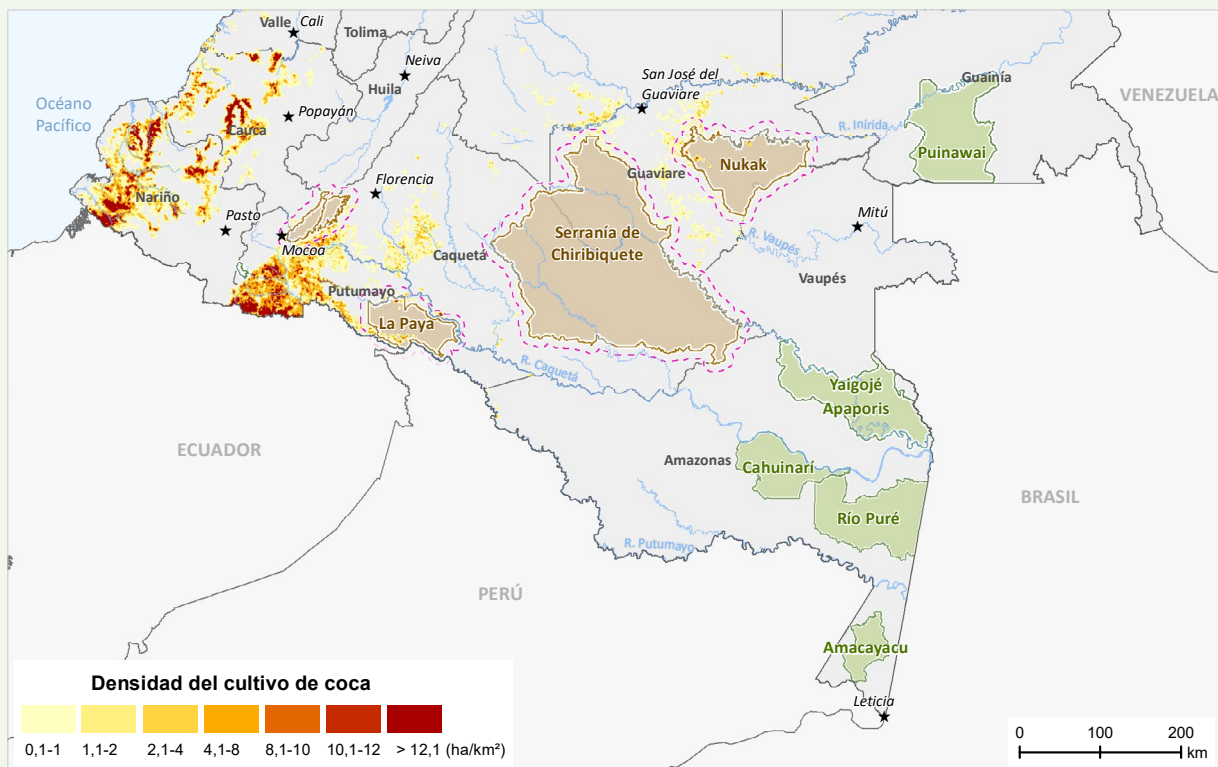 Valle
Cali
Tolima
Neiva
Huila
San José del
Guaviare
Guainía
VENEZUELA
Océano
Pacífico
Popayán
Cauca
R. Inírida
Puinawai
Nukak
Guaviare
Florencia
Nariño
Pasto
Mocoa
Serranía de
Chiribiquete
Mitú
R. Vaupés
Vaupés
Caquetá
Putumayo
La Paya
R. Caquetá
Yaigojé
Apaporis
ECUADOR
Amazonas
Cahuinarí
BRASIL
Río Puré
R. Putumayo
PERÚ
Amacayacu
Leticia
Densidad del cultivo de coca
0,1-1 1,1-2 2,1-4 4,1-8 8,1-10 10,1-12 > 12,1 (ha/km²)
0 100 200
km